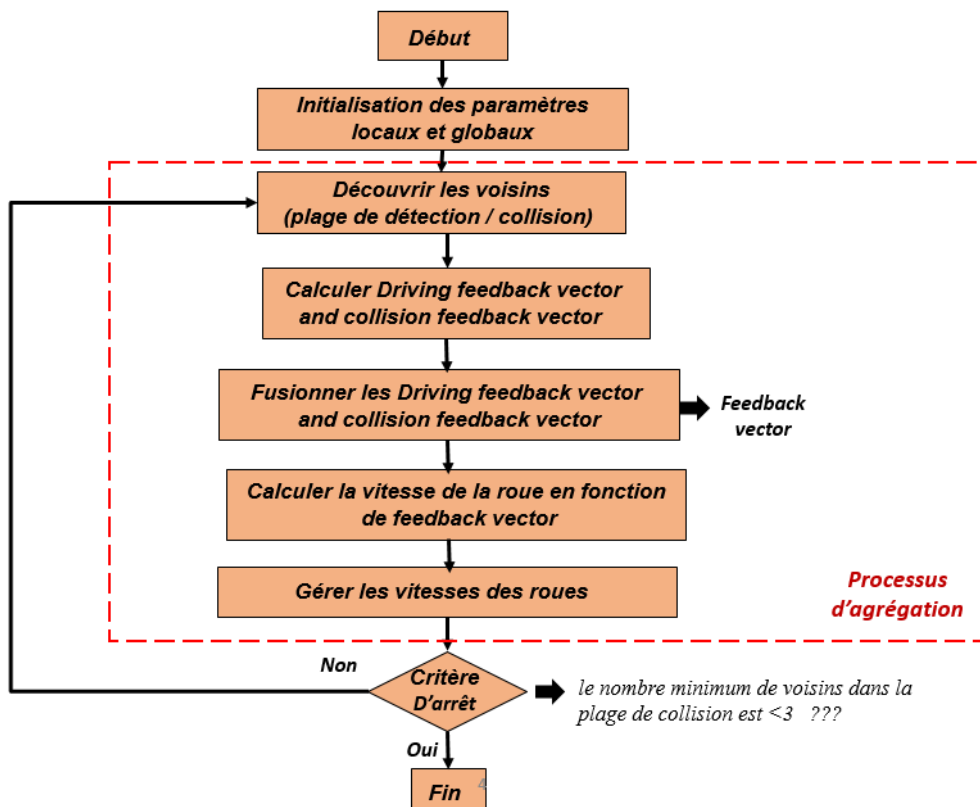 Début
Initialisation des paramètres
locaux et globaux
Découvrir les voisins
(plage de détection / collision)
Calculer Driving feedback vector
and collision feedback vector
Fusionner les Driving feedback vector
and collision feedback vector
Feedback
vector
Calculer la vitesse de la roue en fonction
de feedback vector
Gérer les vitesses des roues
Processus
d'agrégation
Non
Critère
D'arrêt
le nombre minimum de voisins dans la
plage de collision est <3 ???
Oui
Fin
4